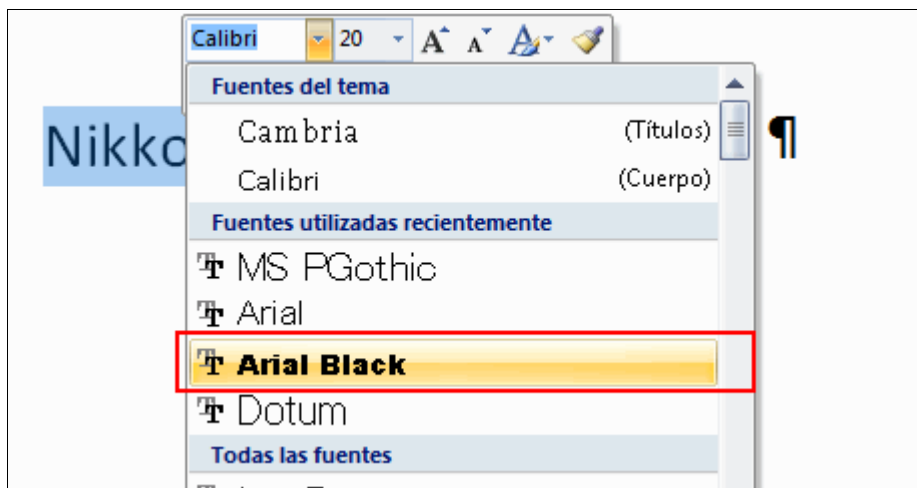 Calibri 20 A A A
Fuentes del tema
Cambria (Títulos)
Nikko ¶
Calibri (Cuerpo)
Fuentes utilizadas recientemente
MS PGothic
Arial
Arial Black
Dotum
Todas las fuentes